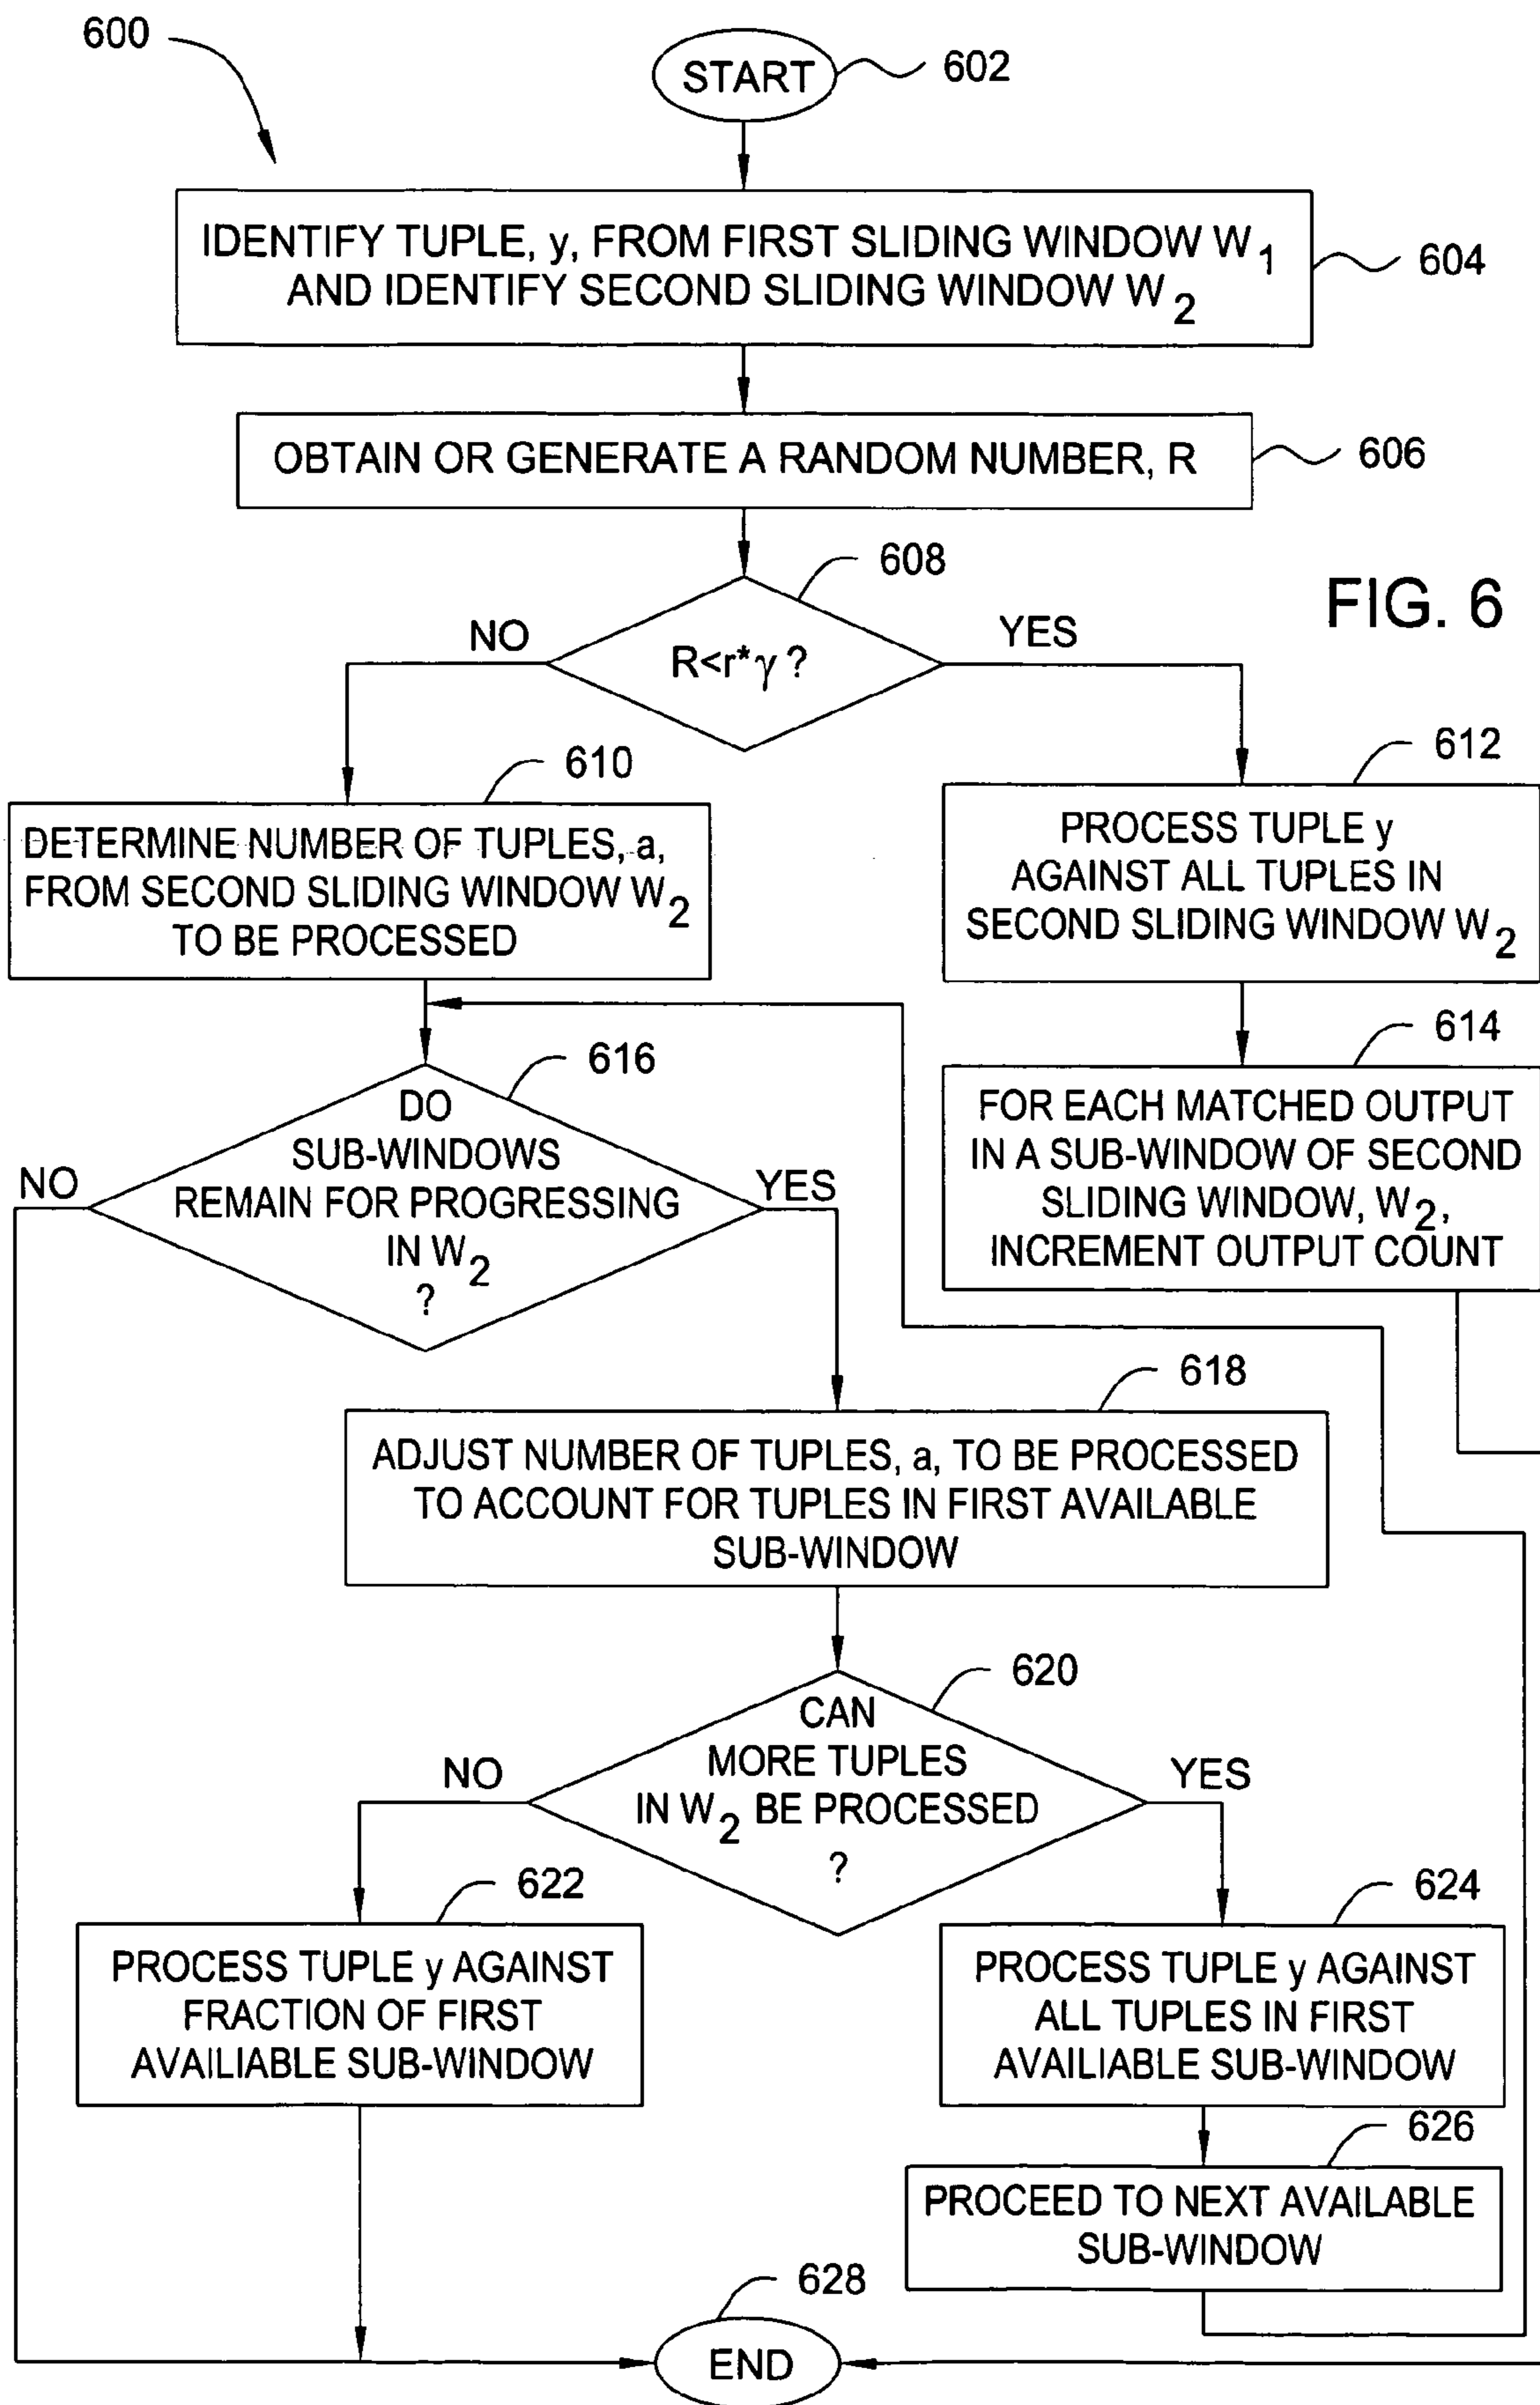 600
START
602
IDENTIFY TUPLE, y, FROM FIRST SLIDING WINDOW W1
AND IDENTIFY SECOND SLIDING WINDOW W2
604
OBTAIN OR GENERATE A RANDOM NUMBER, R
606
608
FIG. 6
NO
R<r*γ ?
YES
610
DETERMINE NUMBER OF TUPLES, a,
FROM SECOND SLIDING WINDOW W2
TO BE PROCESSED
612
PROCESS TUPLE y
AGAINST ALL TUPLES IN
SECOND SLIDING WINDOW W2
614
FOR EACH MATCHED OUTPUT
IN A SUB-WINDOW OF SECOND
SLIDING WINDOW, W2,
INCREMENT OUTPUT COUNT
616
DO
SUB-WINDOWS
REMAIN FOR PROGRESSING
IN W2
?
NO
YES
618
ADJUST NUMBER OF TUPLES, a, TO BE PROCESSED
TO ACCOUNT FOR TUPLES IN FIRST AVAILABLE
SUB-WINDOW
620
CAN
MORE TUPLES
IN W2 BE PROCESSED
?
NO
YES
622
PROCESS TUPLE y AGAINST
FRACTION OF FIRST
AVAILIABLE SUB-WINDOW
624
PROCESS TUPLE y AGAINST
ALL TUPLES IN FIRST
AVAILIABLE SUB-WINDOW
626
PROCEED TO NEXT AVAILABLE
SUB-WINDOW
628
END